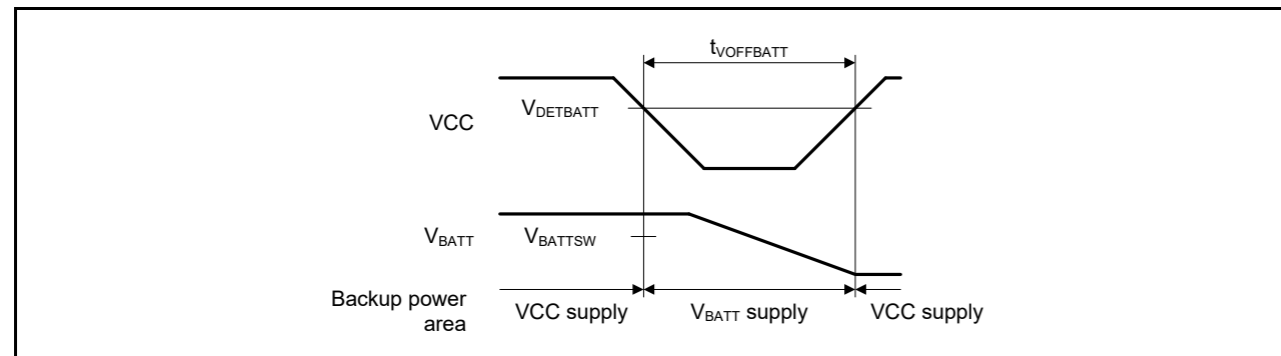 tVOFFBATT
VCC
VDETBATT
VBATT
VBATTSW
Backup power
area
VCC supply
VBATT supply
VCC supply